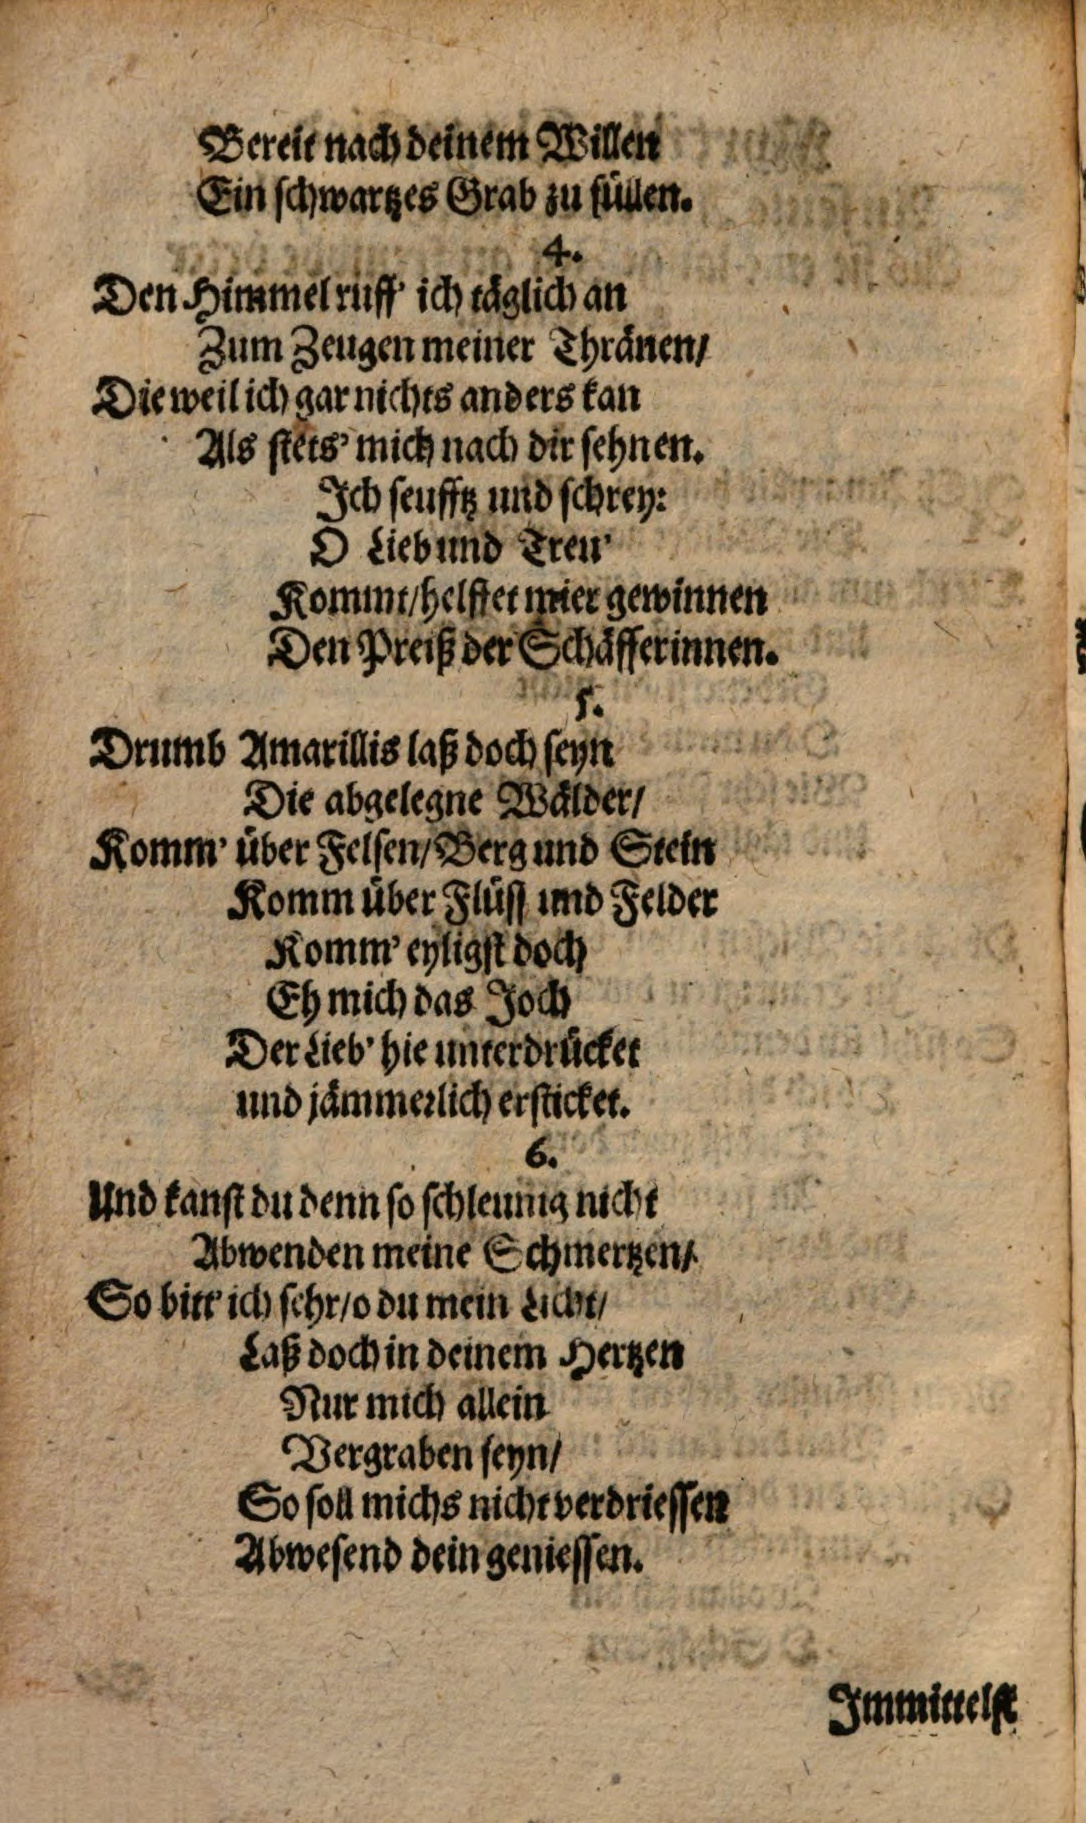 Bereit nach deinem Willen
Ein schwartzes Grab zu füllen.
4.
Den Himmel ruff' ich täglich an
Zum Zeugen meiner Thränen/
Die weil ich gar nichts anders kan
Als stets' mich nach dir sehnen.
Ich seufftz und schrey:
O Lieb und Treu'
Kommt/helffet mier gewinnen
Den Preiß der Schäfferinnen.
5.
Drumb Amarillis laß doch seyn
Die abgelegne Wälder/
Komm' über Felsen/Berg und Stein
Komm über Flüss und Felder
Komm' eyligst doch
Eh mich das Joch
Der Lieb' hie unterdrücket
und jämmerlich ersticket.
6.
Und kanst du denn so schleunig nicht
Abwenden meine Schmertzen/
So bitt' ich sehr/o du mein Licht/
Laß doch in deinem Hertzen
Nur mich allein
Vergraben seyn/
So soll michs nicht verdriessen
Abwesend dein geniessen.
Immittelst